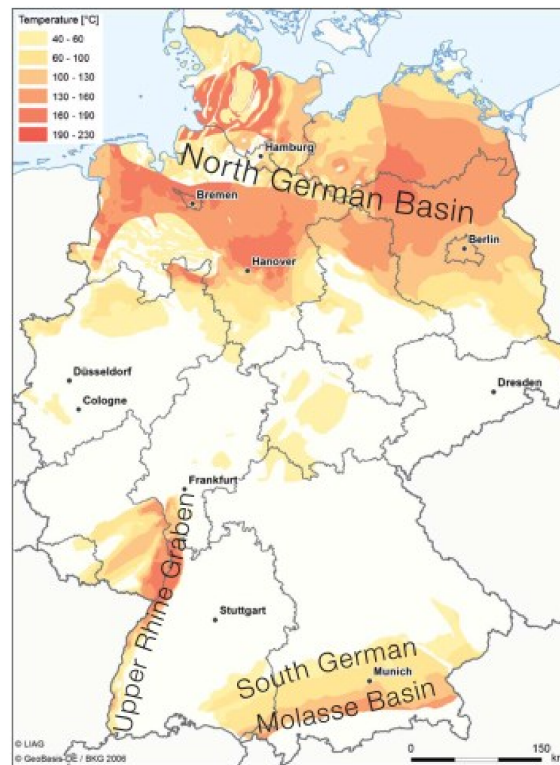 Temperature [°C]
40 - 60
60 - 100
100 - 130
130 - 160
160 - 190
190 - 230
Hamburg
North German Basin
Bremen
Berlin
Hanover
Düsseldorf
Cologne
Dresden
Frankfurt
Upper Rhine Graben
Stuttgart
South German
Munich
Molasse Basin
© LIAG
© GeoBasis-DE / BKG 2006
0 150
km